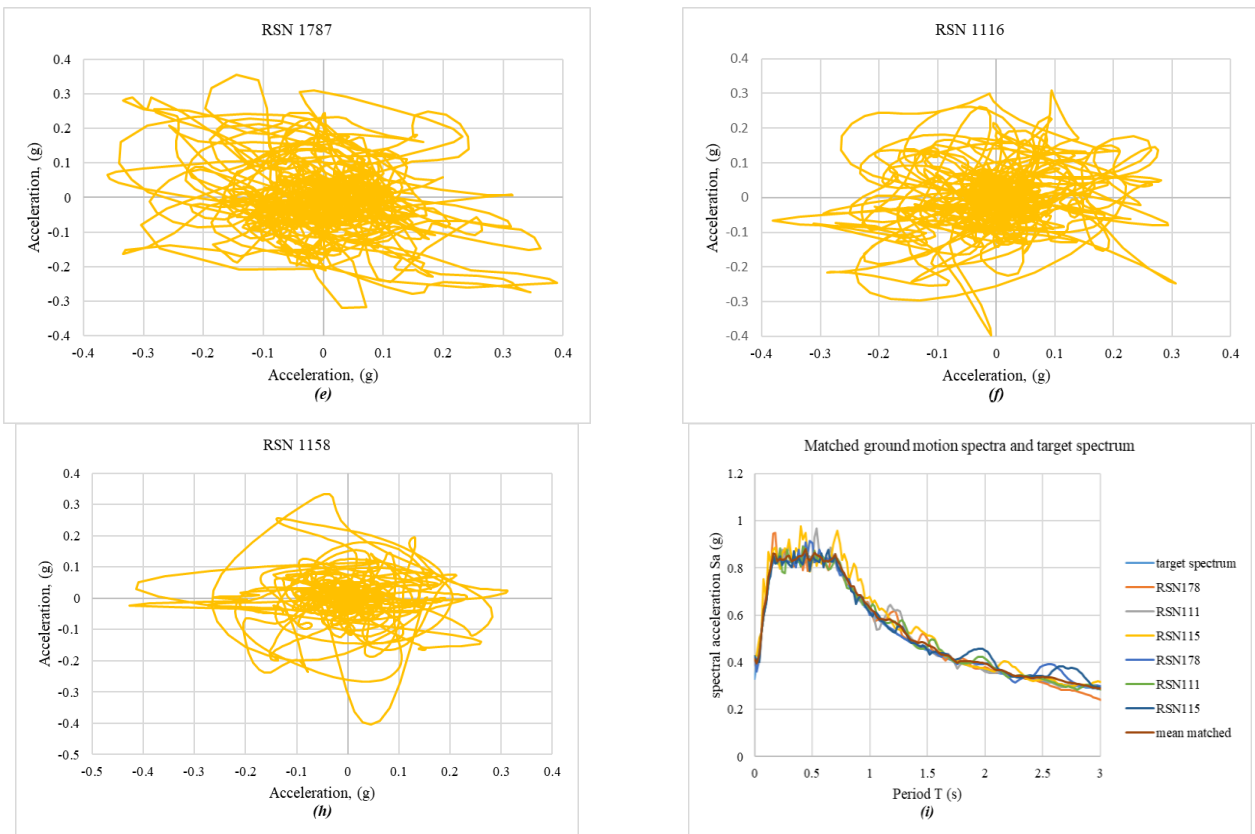 RSN 1787
0.4
0.3
0.2
0.1
0
-0.1
-0.2
-0.3
-0.4
Acceleration, (g)
-0.4 -0.3 -0.2 -0.1 0 0.1 0.2 0.3 0.4
Acceleration, (g)
(e)
RSN 1116
0.4
0.3
0.2
0.1
0
-0.1
-0.2
-0.3
-0.4
Acceleration, (g)
-0.4 -0.3 -0.2 -0.1 0 0.1 0.2 0.3 0.4
Acceleration, (g)
(f)
RSN 1158
0.4
0.3
0.2
0.1
0
-0.1
-0.2
-0.3
-0.4
-0.5
Acceleration, (g)
-0.5 -0.4 -0.3 -0.2 -0.1 0 0.1 0.2 0.3 0.4
Acceleration, (g)
(h)
Matched ground motion spectra and target spectrum
1.2
1
0.8
0.6
0.4
0.2
0
spectral acceleration Sa (g)
0 0.5 1 1.5 2 2.5 3
Period T (s)
(i)
target spectrum
RSN178
RSN111
RSN115
RSN178
RSN111
RSN115
mean matched